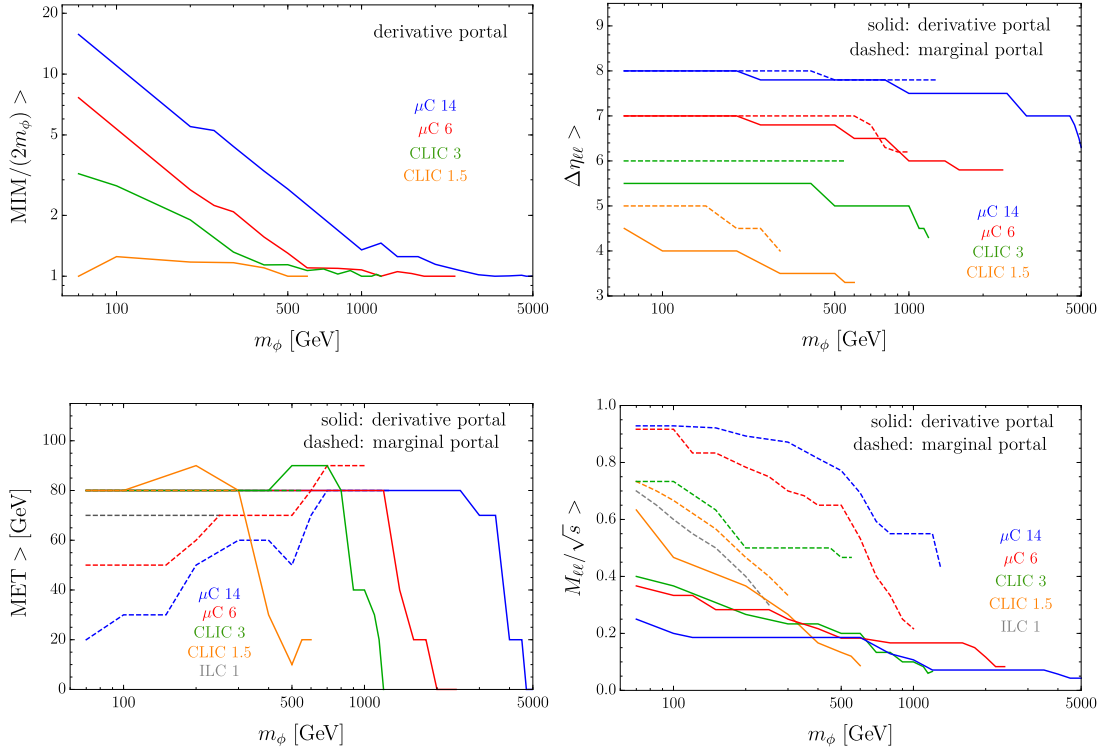 20
10
5
2
1
100
500
1000
5000
MIM/(2m_ϕ) >
m_ϕ [GeV]
derivative portal
μC 14
μC 6
CLIC 3
CLIC 1.5
9
8
7
6
5
4
3
100
500
1000
5000
Δη_ℓℓ >
m_ϕ [GeV]
solid: derivative portal
dashed: marginal portal
μC 14
μC 6
CLIC 3
CLIC 1.5
100
80
60
40
20
0
100
500
1000
5000
MET > [GeV]
m_ϕ [GeV]
solid: derivative portal
dashed: marginal portal
μC 14
μC 6
CLIC 3
CLIC 1.5
ILC 1
1.0
0.8
0.6
0.4
0.2
0.0
100
500
1000
5000
M_ℓℓ/√s >
m_ϕ [GeV]
solid: derivative portal
dashed: marginal portal
μC 14
μC 6
CLIC 3
CLIC 1.5
ILC 1